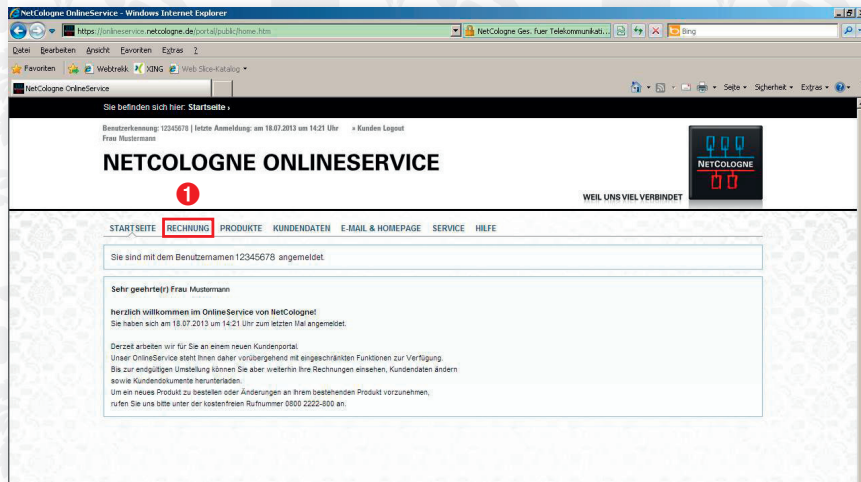 NetCologne OnlineService - Windows Internet Explorer
https://onlineservice.netcologne.de/portal/public/home.htm
NetCologne Ges. fuer Telekommunikati...
Bing
Datei Bearbeiten Ansicht Favoriten Extras ?
Favoriten Webtrekk XING Web Slice-Katalog
NetCologne OnlineService
Seite Sicherheit Extras
Sie befinden sich hier: Startseite ›
Benutzerkennung: 12345678 | letzte Anmeldung: am 18.07.2013 um 14:21 Uhr » Kunden Logout
Frau Mustermann
NETCOLOGNE ONLINESERVICE
NETCOLOGNE
WEIL UNS VIEL VERBINDET
1
STARTSEITE RECHNUNG PRODUKTE KUNDENDATEN E-MAIL & HOMEPAGE SERVICE HILFE
Sie sind mit dem Benutzernamen 12345678 angemeldet.
Sehr geehrte(r) Frau Mustermann
herzlich willkommen im OnlineService von NetCologne!
Sie haben sich am 18.07.2013 um 14:21 Uhr zum letzten Mal angemeldet.
Derzeit arbeiten wir für Sie an einem neuen Kundenportal.
Unser OnlineService steht Ihnen daher vorübergehend mit eingeschränkten Funktionen zur Verfügung.
Bis zur endgültigen Umstellung können Sie aber weiterhin Ihre Rechnungen einsehen, Kundendaten ändern
sowie Kundendokumente herunterladen.
Um ein neues Produkt zu bestellen oder Änderungen an Ihrem bestehenden Produkt vorzunehmen,
rufen Sie uns bitte unter der kostenfreien Rufnummer 0800 2222-800 an.